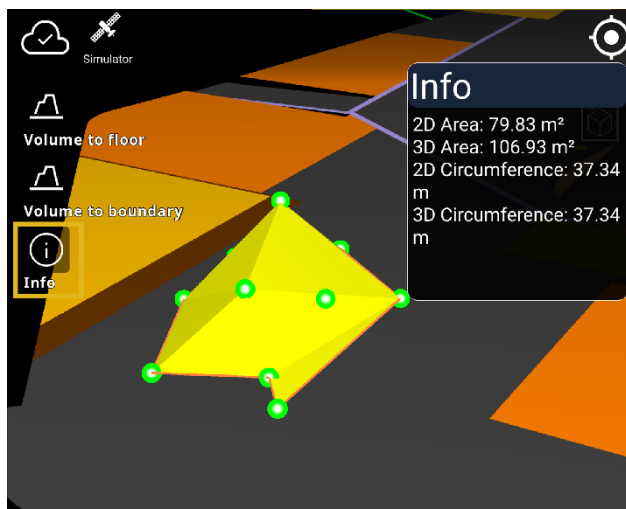 Simulator
Volume to floor
Volume to boundary
Info
Info
2D Area: 79.83 m²
3D Area: 106.93 m²
2D Circumference: 37.34
m
3D Circumference: 37.34
m